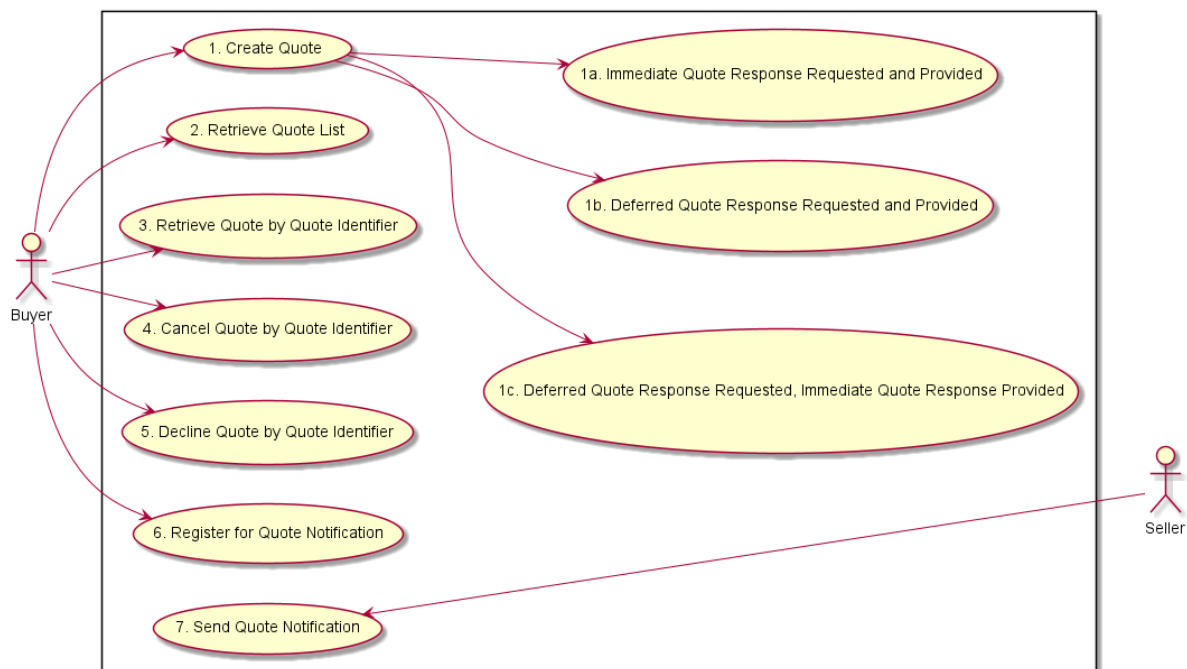 1. Create Quote
1a. Immediate Quote Response Requested and Provided
2. Retrieve Quote List
1b. Deferred Quote Response Requested and Provided
3. Retrieve Quote by Quote Identifier
Buyer
4. Cancel Quote by Quote Identifier
1c. Deferred Quote Response Requested, Immediate Quote Response Provided
5. Decline Quote by Quote Identifier
6. Register for Quote Notification
Seller
7. Send Quote Notification